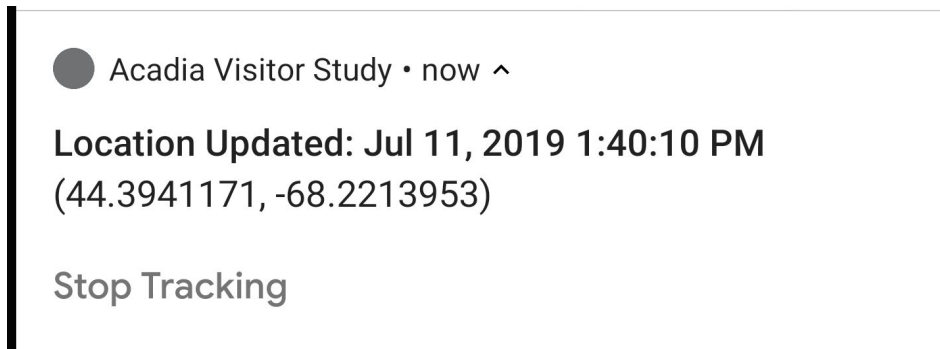 Acadia Visitor Study • now
Location Updated: Jul 11, 2019 1:40:10 PM
(44.3941171, -68.2213953)
Stop Tracking